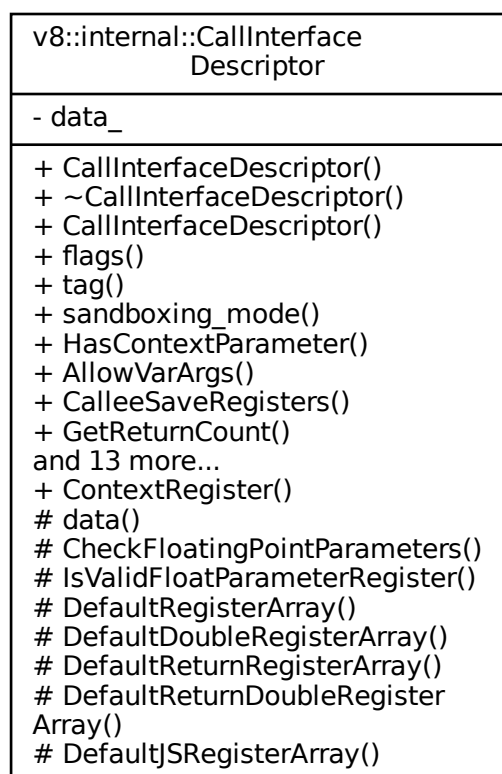 v8::internal::CallInterface
Descriptor
- data_
+ CallInterfaceDescriptor()
+ ~CallInterfaceDescriptor()
+ CallInterfaceDescriptor()
+ flags()
+ tag()
+ sandboxing_mode()
+ HasContextParameter()
+ AllowVarArgs()
+ CalleeSaveRegisters()
+ GetReturnCount()
and 13 more...
+ ContextRegister()
# data()
# CheckFloatingPointParameters()
# IsValidFloatParameterRegister()
# DefaultRegisterArray()
# DefaultDoubleRegisterArray()
# DefaultReturnRegisterArray()
# DefaultReturnDoubleRegister
Array()
# DefaultJSRegisterArray()